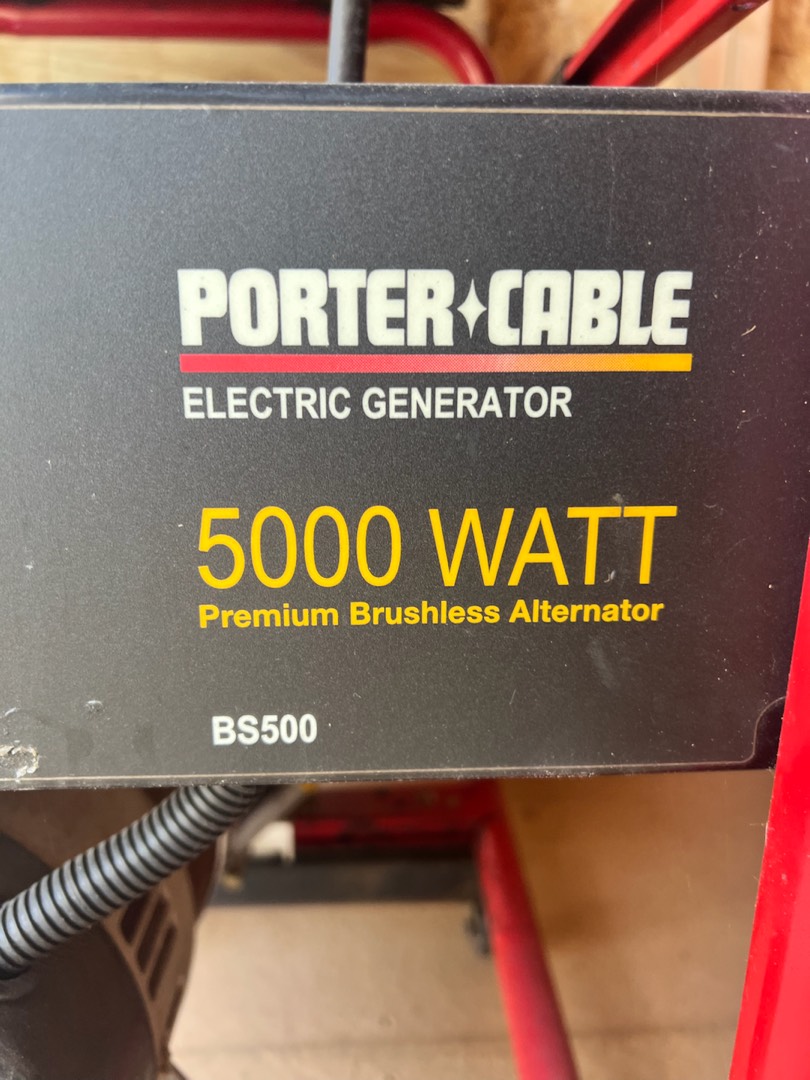 PORTER✦CABLE
ELECTRIC GENERATOR
5000 WATT
Premium Brushless Alternator
BS500